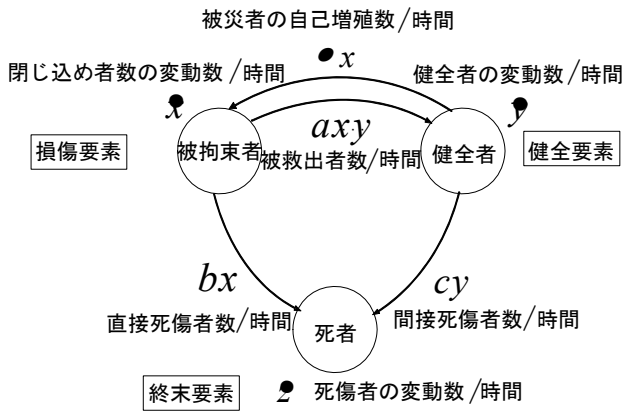 被災者の自己増殖数/時間
•x
閉じ込め者数の変動数/時間
健全者の変動数/時間
ẋ
ẏ
axy
損傷要素
被拘束者
被救出者数/時間
健全者
健全要素
bx
cy
直接死傷者数/時間
間接死傷者数/時間
死者
終末要素
ż
死傷者の変動数/時間